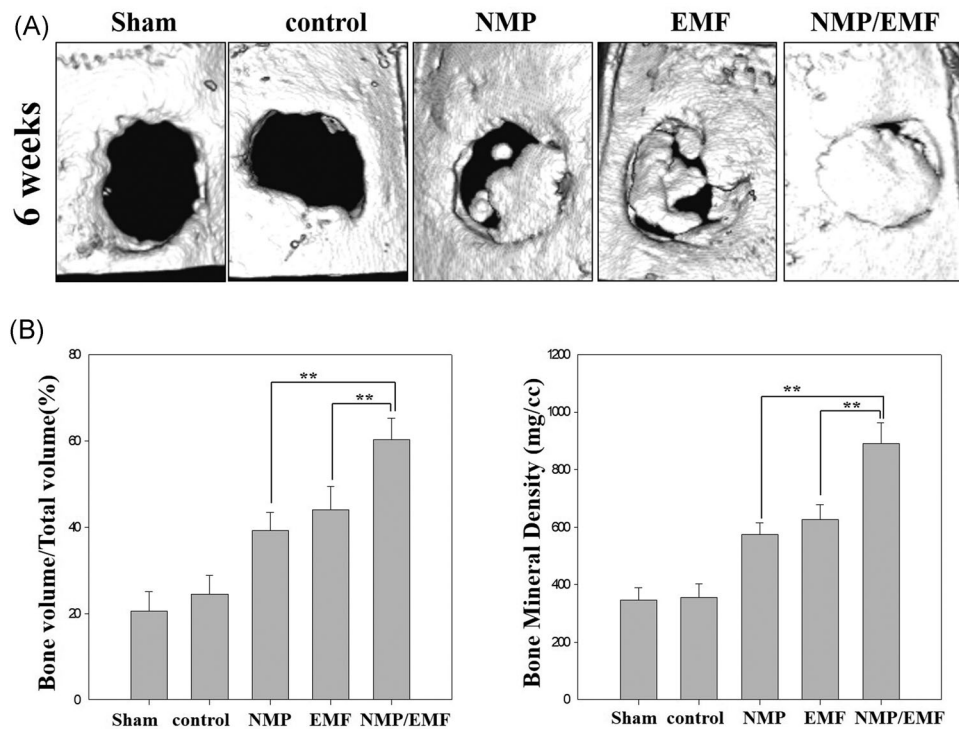 (A)
Sham control NMP EMF NMP/EMF
6 weeks
(B)
Bone volume/Total volume(%)
80
60
40
20
0
**
**
Sham control NMP EMF NMP/EMF
Bone Mineral Density (mg/cc)
1200
1000
800
600
400
200
0
**
**
Sham control NMP EMF NMP/EMF